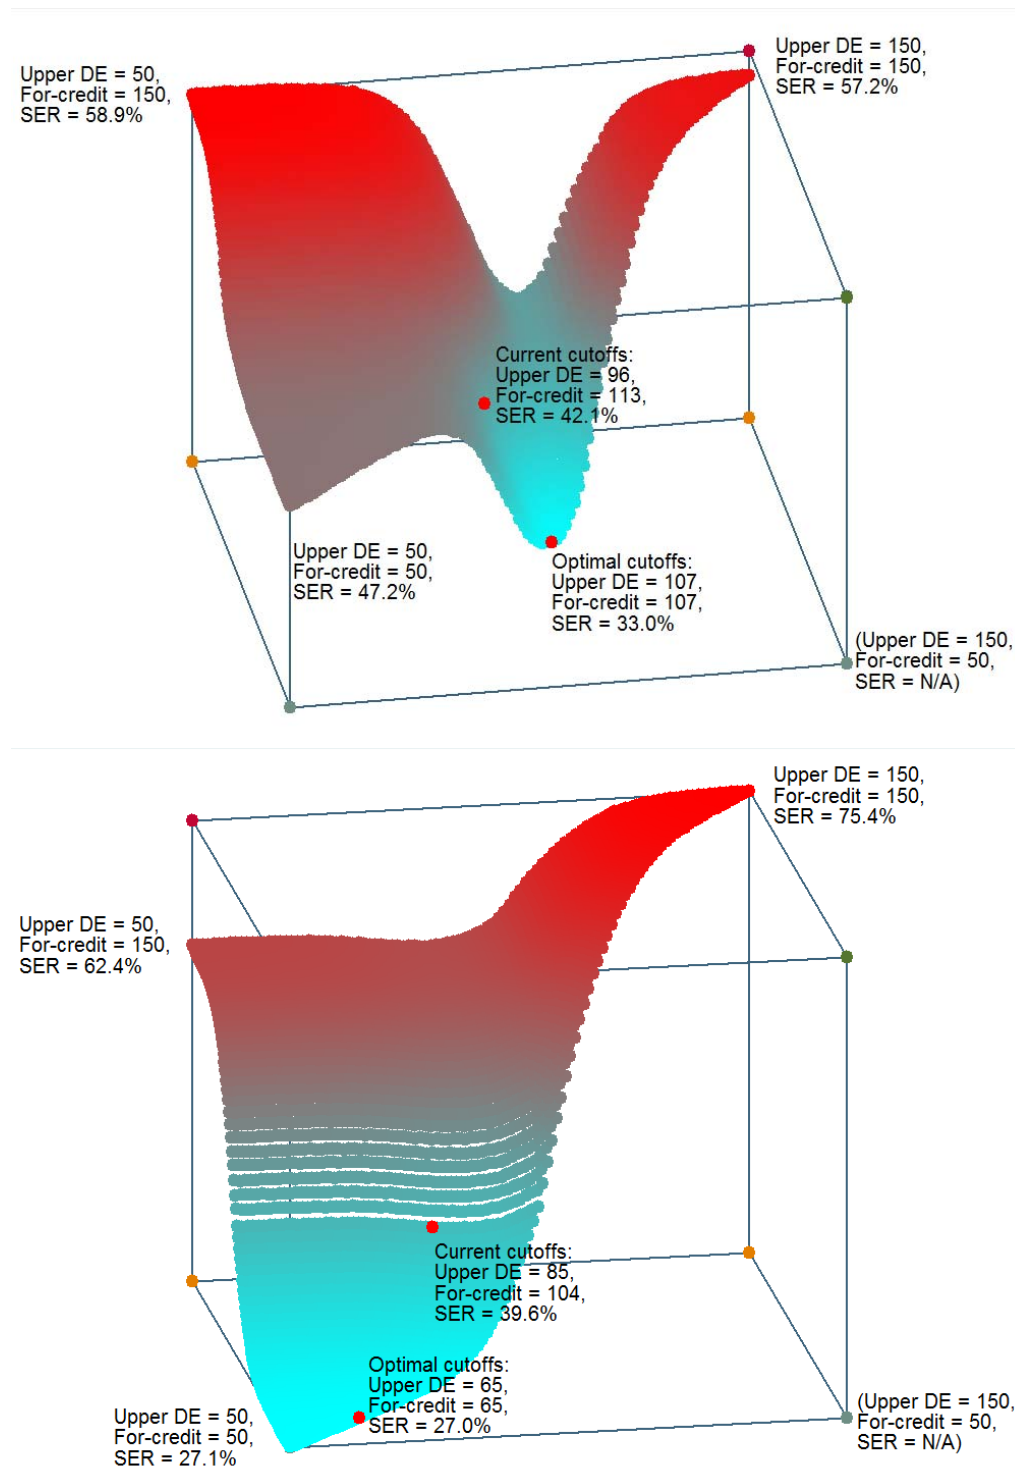 Upper DE = 50,
For-credit = 150,
SER = 58.9%
Upper DE = 150,
For-credit = 150,
SER = 57.2%
Current cutoffs:
Upper DE = 96,
For-credit = 113,
SER = 42.1%
Upper DE = 50,
For-credit = 50,
SER = 47.2%
Optimal cutoffs:
Upper DE = 107,
For-credit = 107,
SER = 33.0%
(Upper DE = 150,
For-credit = 50,
SER = N/A)
Upper DE = 150,
For-credit = 150,
SER = 75.4%
Upper DE = 50,
For-credit = 150,
SER = 62.4%
Current cutoffs:
Upper DE = 85,
For-credit = 104,
SER = 39.6%
Optimal cutoffs:
Upper DE = 65,
For-credit = 65,
SER = 27.0%
Upper DE = 50,
For-credit = 50,
SER = 27.1%
(Upper DE = 150,
For-credit = 50,
SER = N/A)